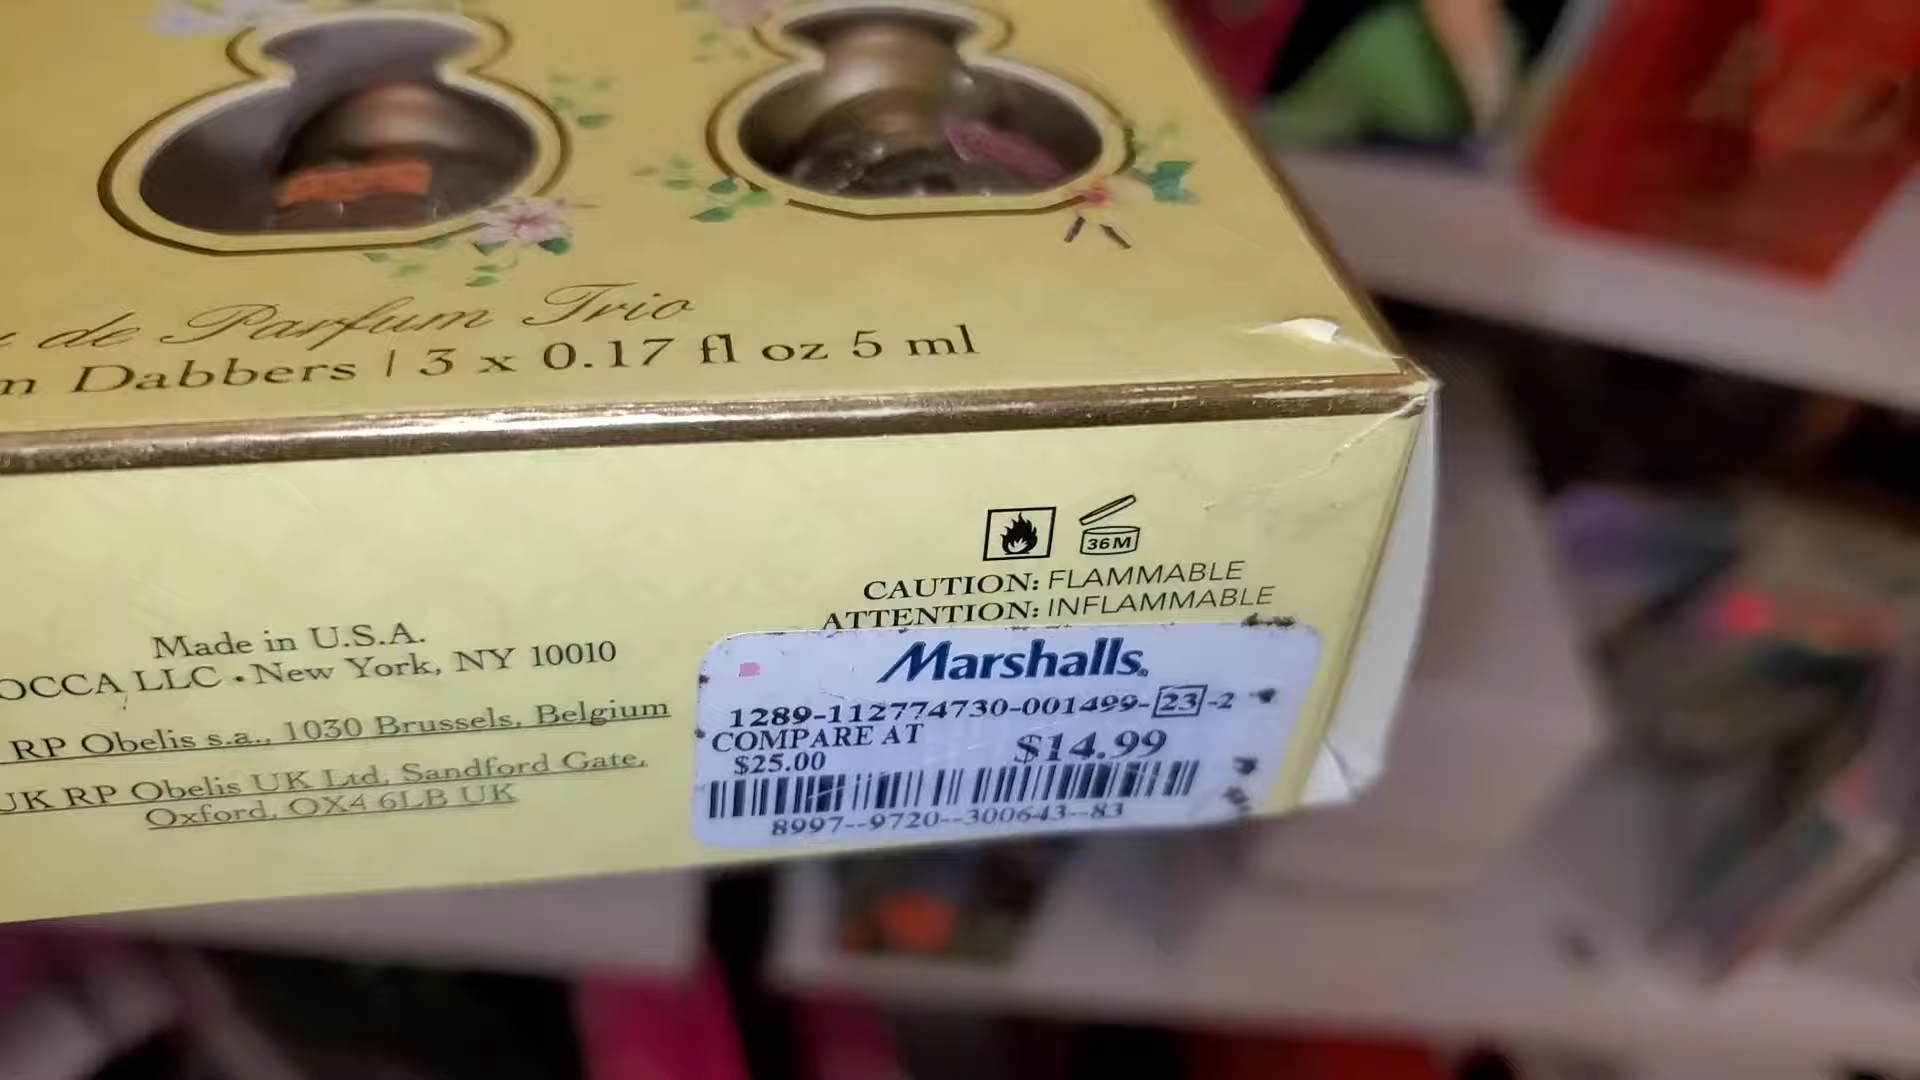 de Parfum Trio
Dabbers | 3 x 0.17 fl oz 5 ml
36M
CAUTION: FLAMMABLE
ATTENTION: INFLAMMABLE
Made in U.S.A.
OCCA LLC • New York, NY 10010
RP Obelis s.a., 1030 Brussels, Belgium
UK RP Obelis UK Ltd, Sandford Gate,
Oxford, OX4 6LB UK
Marshalls.
1289-112774730-001499-23-2
COMPARE AT
$25.00
$14.99
8997--9720--300643--83